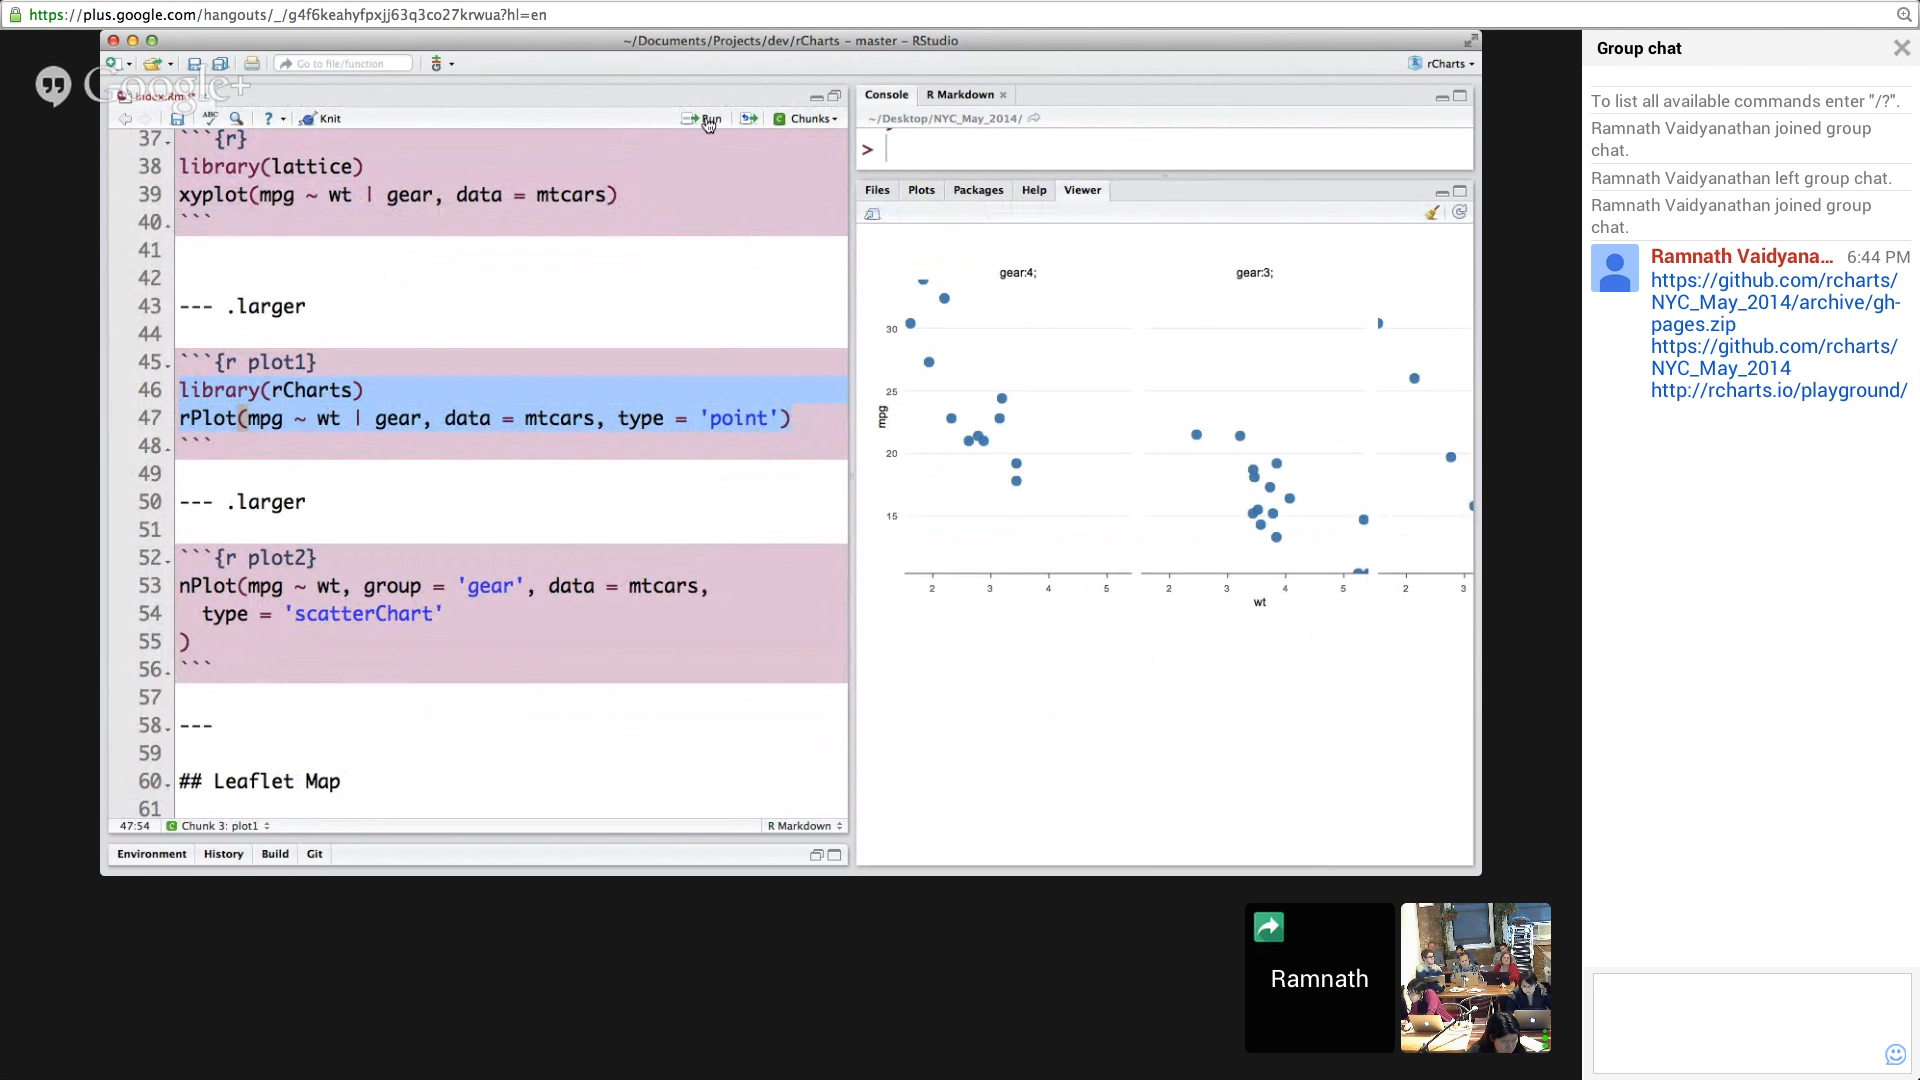 https://plus.google.com/hangouts/_/g4f6keahyfpxjj63q3co27krwua?hl=en
~/Documents/Projects/dev/rCharts - master - RStudio
Go to file/function
rCharts
Google+
index.Rmd*
ABC
?
Knit
Run
Chunks
37 ```{r}
38 library(lattice)
39 xyplot(mpg ~ wt | gear, data = mtcars)
40 ```
41
42
43 --- .larger
44
45 ```{r plot1}
46 library(rCharts)
47 rPlot(mpg ~ wt | gear, data = mtcars, type = 'point')
48 ```
49
50 --- .larger
51
52 ```{r plot2}
53 nPlot(mpg ~ wt, group = 'gear', data = mtcars,
54 type = 'scatterChart'
55 )
56 ```
57
58 ---
59
60 ## Leaflet Map
61
47:54 Chunk 3: plot1 R Markdown
Environment History Build Git
Console R Markdown
~/Desktop/NYC_May_2014/
>
Files Plots Packages Help Viewer
gear:4; gear:3;
30
25
20
15
mpg
2 3 4 5 2 3 4 5 2 3
wt
Ramnath
Group chat
To list all available commands enter "/?".
Ramnath Vaidyanathan joined group
chat.
Ramnath Vaidyanathan left group chat.
Ramnath Vaidyanathan joined group
chat.
Ramnath Vaidyana... 6:44 PM
https://github.com/rcharts/
NYC_May_2014/archive/gh-
pages.zip
https://github.com/rcharts/
NYC_May_2014
http://rcharts.io/playground/